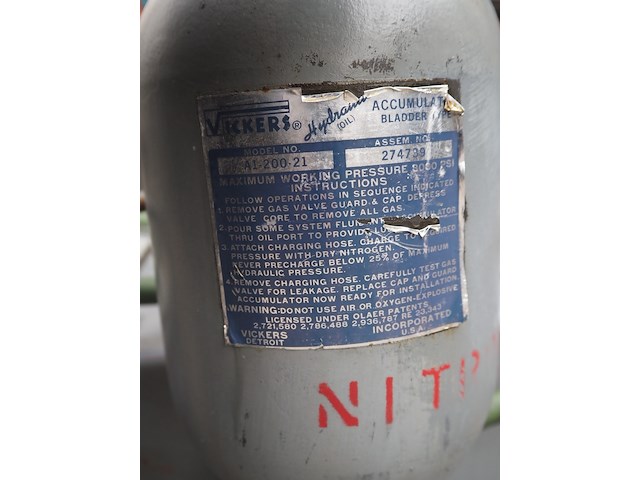 VICKERS®
Hydraulic
(OIL)
ACCUMULATOR
BLADDER TYPE
MODEL NO.
A1-200-21
ASSEM. NO.
274739
MAXIMUM WORKING PRESSURE 3000 PSI
INSTRUCTIONS
FOLLOW OPERATIONS IN SEQUENCE INDICATED
1. REMOVE GAS VALVE GUARD & CAP. DEPRESS
VALVE CORE TO REMOVE ALL GAS.
2. POUR SOME SYSTEM FLUID
THRU OIL PORT TO PROVIDE
3. ATTACH CHARGING HOSE. CHARGE TO
PRESSURE WITH DRY NITROGEN.
NEVER PRECHARGE BELOW 25% OF MAXIMUM
HYDRAULIC PRESSURE.
4. REMOVE CHARGING HOSE. CAREFULLY TEST GAS
VALVE FOR LEAKAGE. REPLACE CAP AND GUARD
ACCUMULATOR NOW READY FOR INSTALLATION.
WARNING: DO NOT USE AIR OR OXYGEN-EXPLOSIVE
LICENSED UNDER OLAER PATENTS
2,721,580 2,786,488 2,936,787 RE 23,343
VICKERS INCORPORATED
DETROIT U.S.A.
NIT